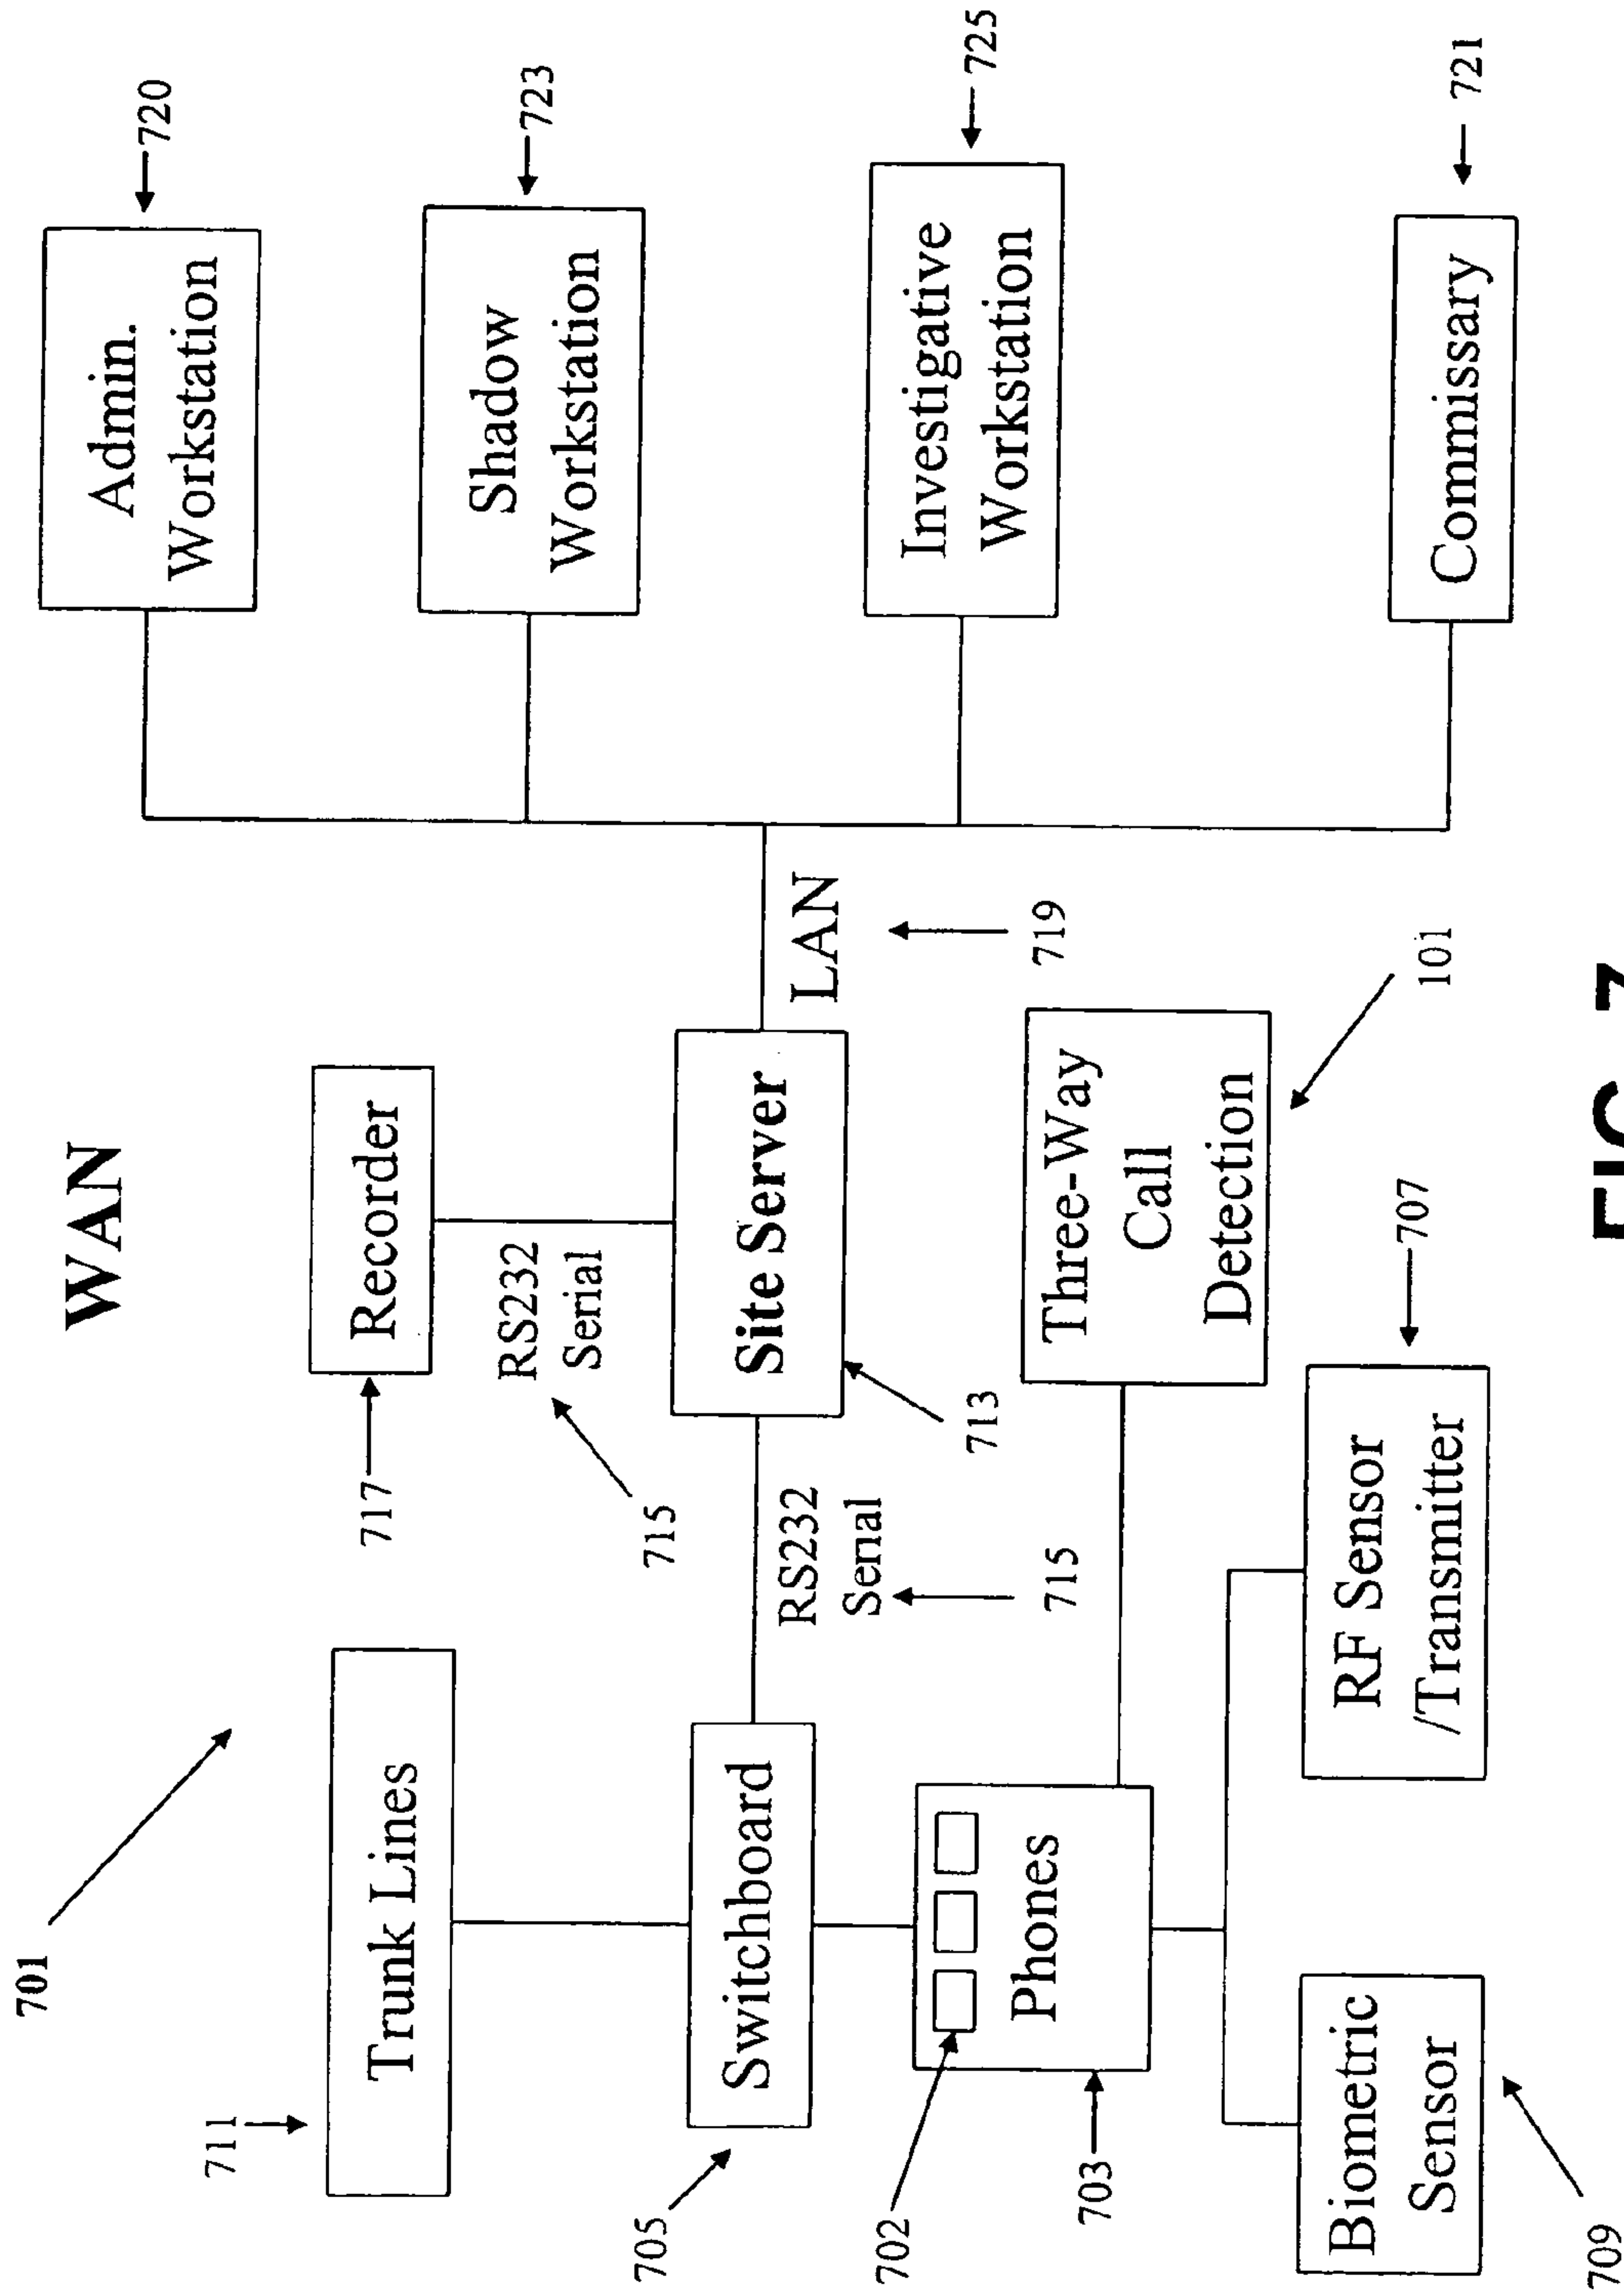 701
WAN
720
711
Trunk Lines
717
Recorder
Admin.
Workstation
RS232
Serial
715
723
Shadow
Workstation
705
Switchboard
Site Server
713
LAN
719
RS232
Serial
715
702
703
Phones
Three-Way
Call
Detection
101
725
Investigative
Workstation
709
Biometric
Sensor
RF Sensor
/Transmitter
707
721
Commissary
FIG. 7